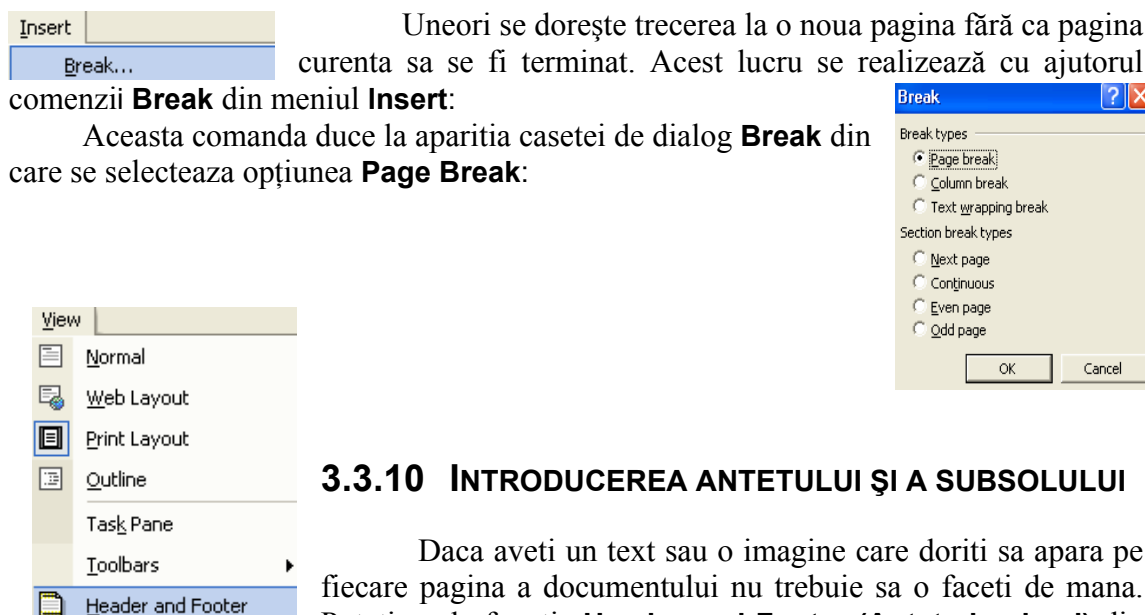 Insert
Break...
Uneori se doreşte trecerea la o noua pagina fără ca pagina
curenta sa se fi terminat. Acest lucru se realizează cu ajutorul
comenzii Break din meniul Insert:
Aceasta comanda duce la aparitia casetei de dialog Break din
care se selecteaza opțiunea Page Break:
Break
Break types
Page break
Column break
Text wrapping break
Section break types
Next page
Continuous
Even page
Odd page
OK
Cancel
View
Normal
Web Layout
Print Layout
Outline
Task Pane
Toolbars
Header and Footer
3.3.10 INTRODUCEREA ANTETULUI ŞI A SUBSOLULUI
Daca aveti un text sau o imagine care doriti sa apara pe
fiecare pagina a documentului nu trebuie sa o faceti de mana.